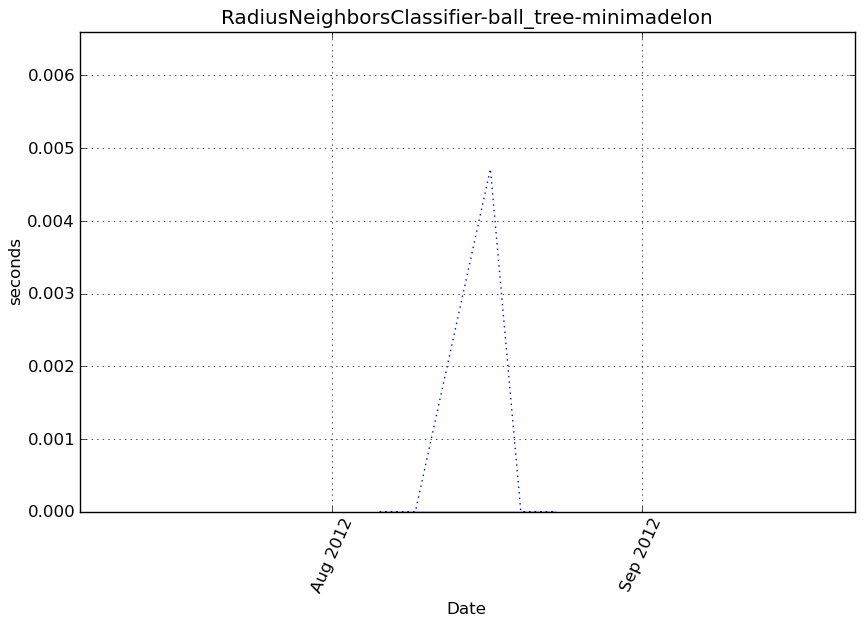 RadiusNeighborsClassifier-ball_tree-minimadelon
0.006
0.005
0.004
0.003
0.002
0.001
0.000
seconds
Aug 2012
Sep 2012
Date